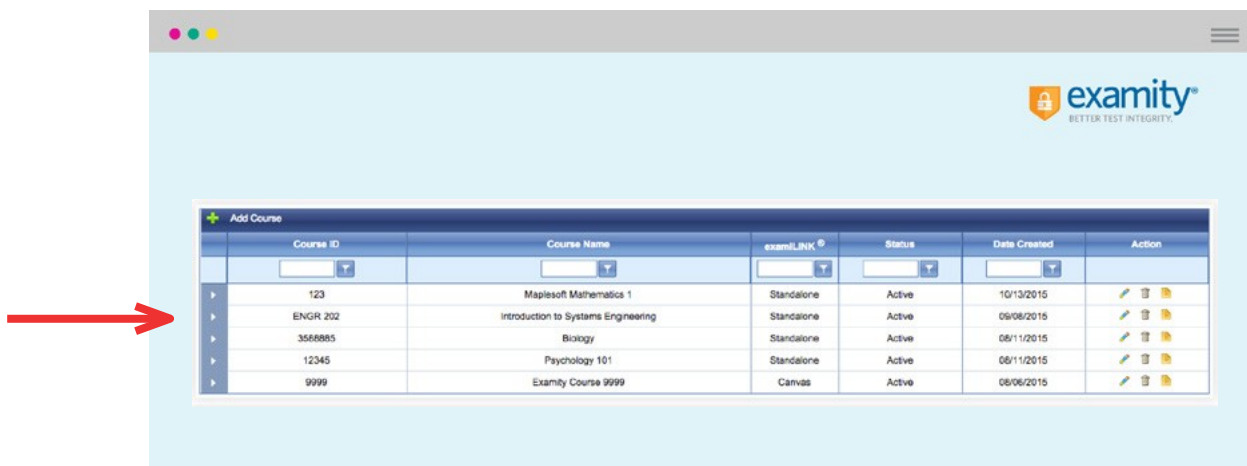 examity®
BETTER TEST INTEGRITY.
Add Course
Course ID Course Name examiLINK® Status Date Created Action
123 Maplesoft Mathematics 1 Standalone Active 10/13/2015
ENGR 202 Introduction to Systems Engineering Standalone Active 09/08/2015
3568885 Biology Standalone Active 08/11/2015
12345 Psychology 101 Standalone Active 08/11/2015
9999 Examity Course 9999 Canvas Active 08/06/2015